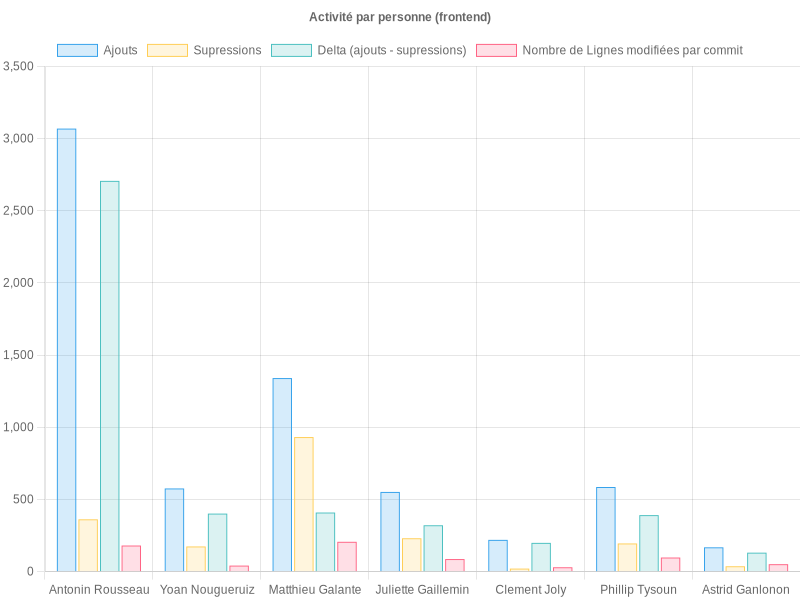 Activité par personne (frontend)
Ajouts Supressions Delta (ajouts - supressions) Nombre de Lignes modifiées par commit
3,500
3,000
2,500
2,000
1,500
1,000
500
0
Antonin Rousseau Yoan Nougueruiz Matthieu Galante Juliette Gaillemin Clement Joly Phillip Tysoun Astrid Ganlonon